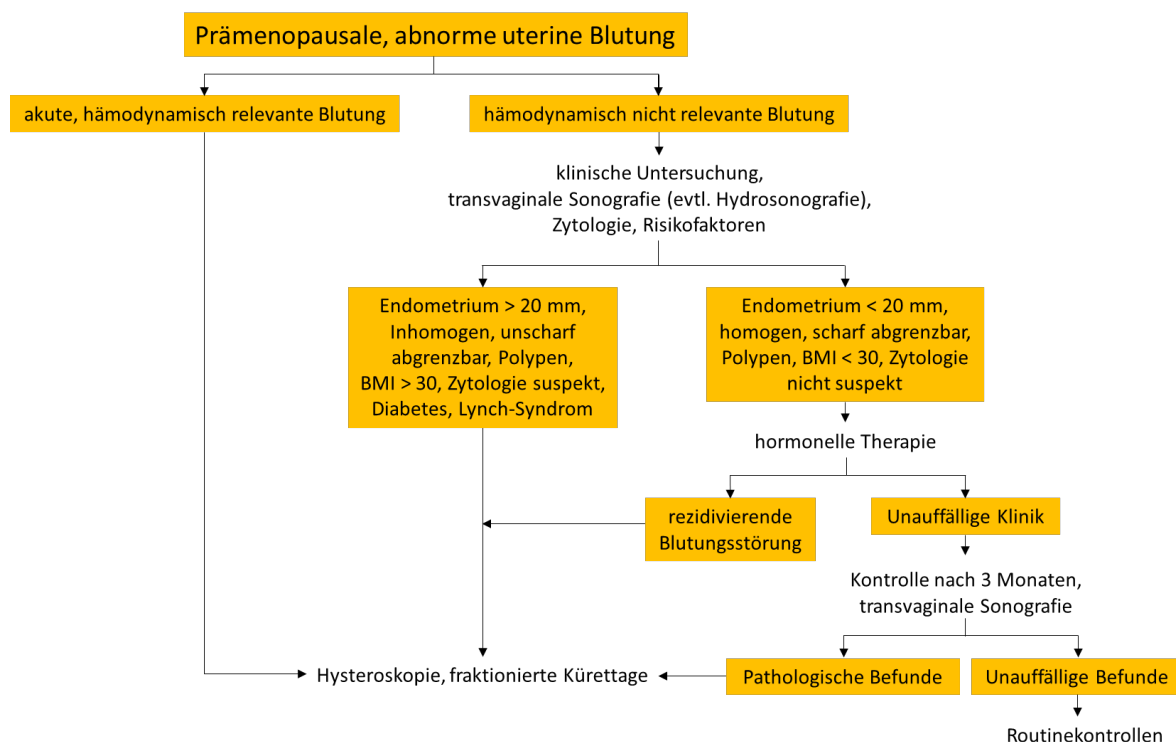 Prämenopausale, abnorme uterine Blutung
akute, hämodynamisch relevante Blutung
hämodynamisch nicht relevante Blutung
klinische Untersuchung,
transvaginale Sonografie (evtl. Hydrosonografie),
Zytologie, Risikofaktoren
Endometrium > 20 mm,
Inhomogen, unscharf
abgrenzbar, Polypen,
BMI > 30, Zytologie suspekt,
Diabetes, Lynch-Syndrom
Endometrium < 20 mm,
homogen, scharf abgrenzbar,
Polypen, BMI < 30, Zytologie
nicht suspekt
hormonelle Therapie
rezidivierende
Blutungsstörung
Unauffällige Klinik
Kontrolle nach 3 Monaten,
transvaginale Sonografie
Hysteroskopie, fraktionierte Kürettage
Pathologische Befunde
Unauffällige Befunde
Routinekontrollen